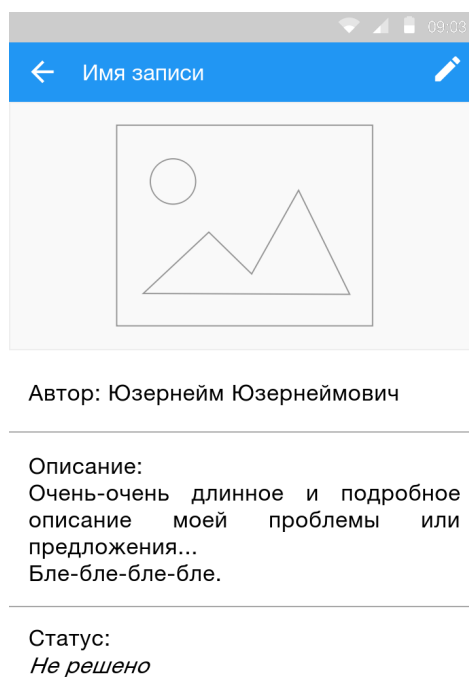 09:03
Имя записи
Автор: Юзернейм Юзернеймович
Описание:
Очень-очень длинное и подробное
описание моей проблемы или
предложения...
Бле-бле-бле-бле.
Статус:
Не решено